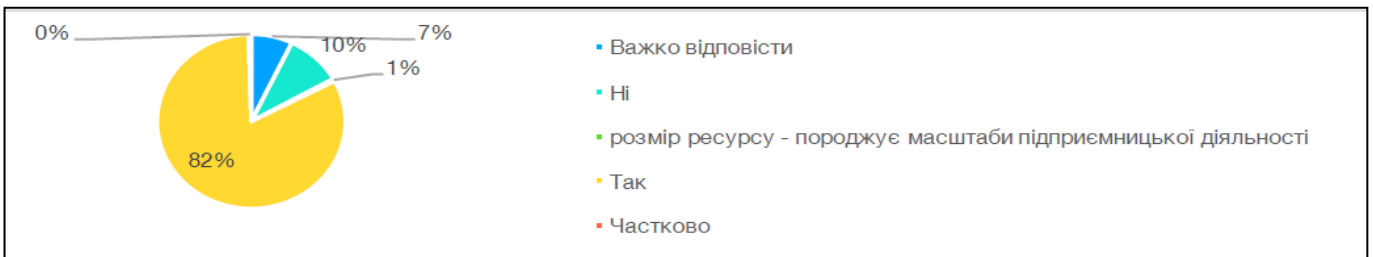 0%
7%
10%
1%
82%
Важко відповісти
Ні
розмір ресурсу - породжує масштаби підприємницької діяльності
Так
Частково